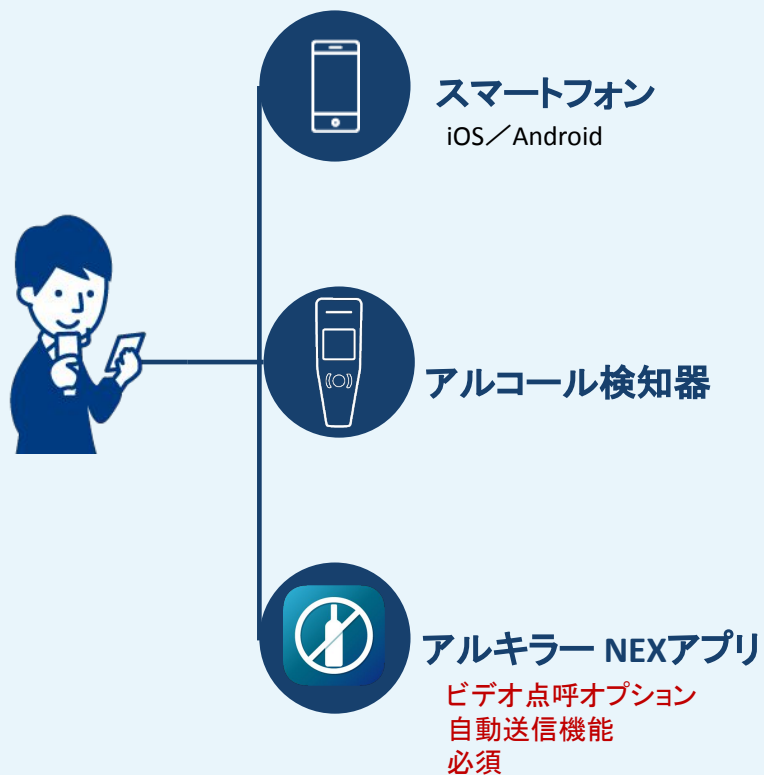 スマートフォン
iOS／Android
アルコール検知器
アルキラー NEXアプリ
ビデオ点呼オプション
自動送信機能
必須